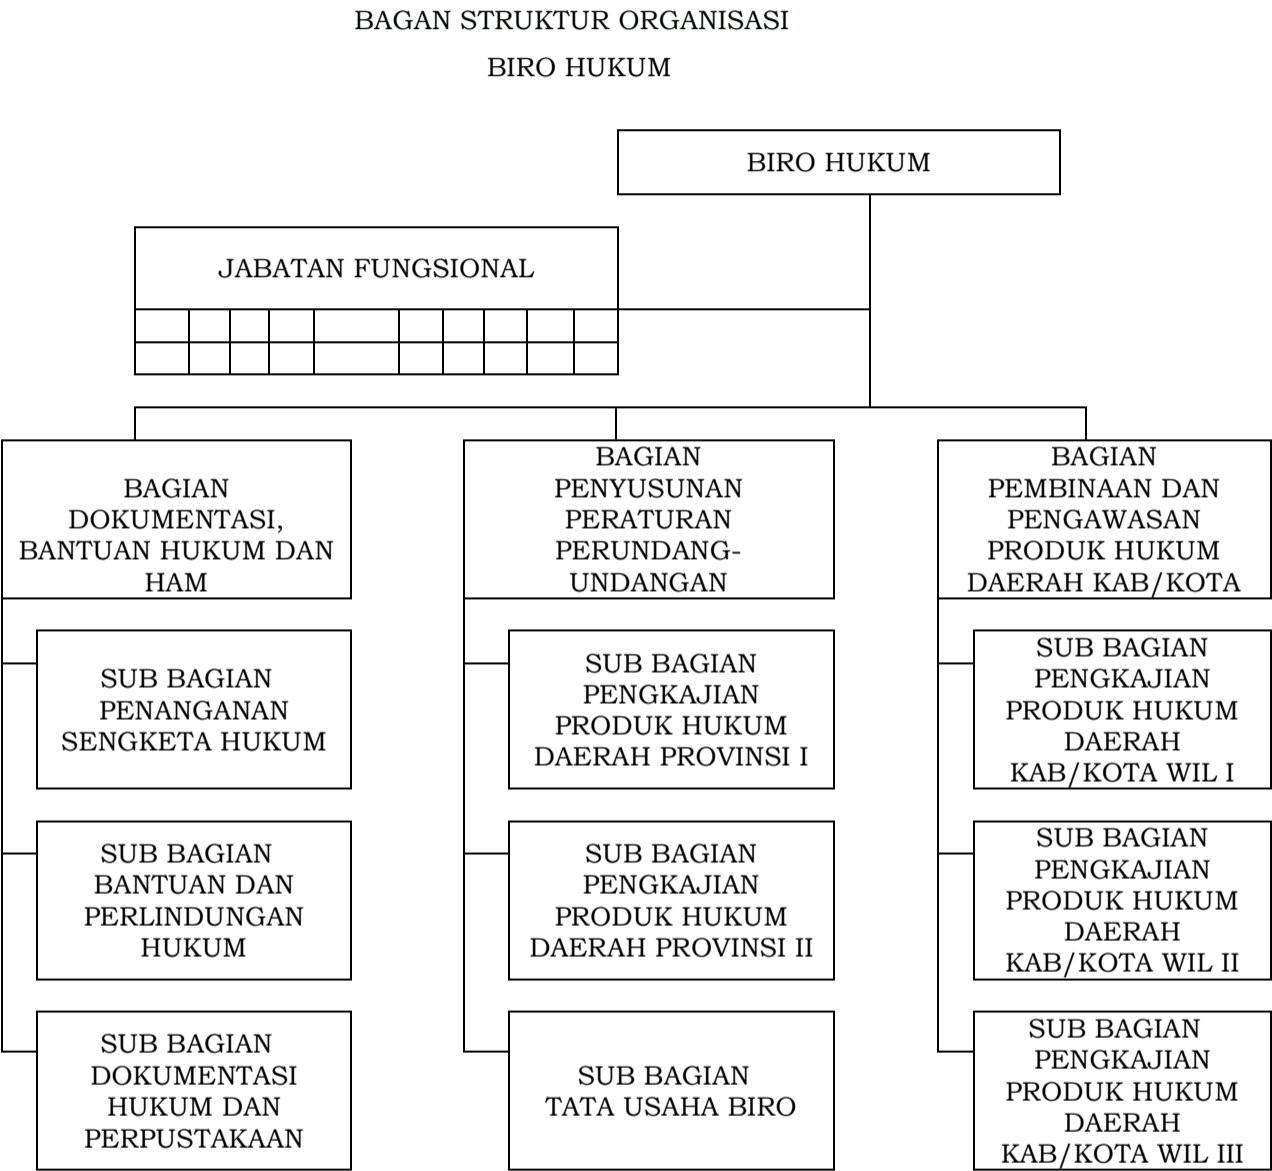 BAGAN STRUKTUR ORGANISASI
BIRO HUKUM
BIRO HUKUM
JABATAN FUNGSIONAL
BAGIAN
DOKUMENTASI,
BANTUAN HUKUM DAN
HAM
SUB BAGIAN
PENANGANAN
SENGKETA HUKUM
SUB BAGIAN
BANTUAN DAN
PERLINDUNGAN
HUKUM
SUB BAGIAN
DOKUMENTASI
HUKUM DAN
PERPUSTAKAAN
BAGIAN
PENYUSUNAN
PERATURAN
PERUNDANG-
UNDANGAN
SUB BAGIAN
PENGKAJIAN
PRODUK HUKUM
DAERAH PROVINSI I
SUB BAGIAN
PENGKAJIAN
PRODUK HUKUM
DAERAH PROVINSI II
SUB BAGIAN
TATA USAHA BIRO
BAGIAN
PEMBINAAN DAN
PENGAWASAN
PRODUK HUKUM
DAERAH KAB/KOTA
SUB BAGIAN
PENGKAJIAN
PRODUK HUKUM
DAERAH
KAB/KOTA WIL I
SUB BAGIAN
PENGKAJIAN
PRODUK HUKUM
DAERAH
KAB/KOTA WIL II
SUB BAGIAN
PENGKAJIAN
PRODUK HUKUM
DAERAH
KAB/KOTA WIL III